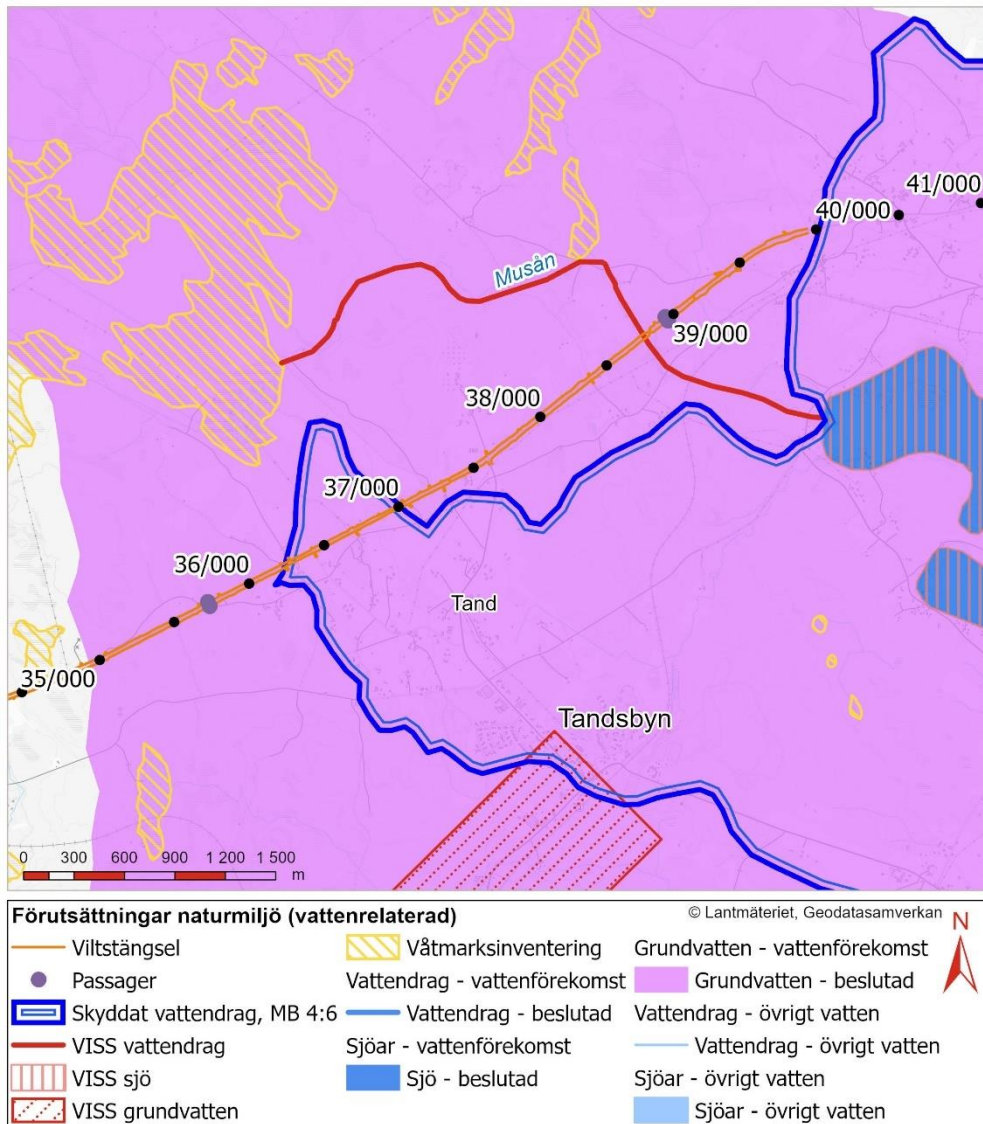 41/000
40/000
Musån
39/000
38/000
37/000
36/000
Tand
35/000
Tandsbyn
0 300 600 900 1 200 1 500
m
Förutsättningar naturmiljö (vattenrelaterad)
© Lantmäteriet, Geodatasamverkan
N
Viltstängsel
Passager
Skyddat vattendrag, MB 4:6
VISS vattendrag
VISS sjö
VISS grundvatten
Våtmarksinventering
Vattendrag - vattenförekomst
Vattendrag - beslutad
Sjöar - vattenförekomst
Sjö - beslutad
Grundvatten - vattenförekomst
Grundvatten - beslutad
Vattendrag - övrigt vatten
Vattendrag - övrigt vatten
Sjöar - övrigt vatten
Sjöar - övrigt vatten